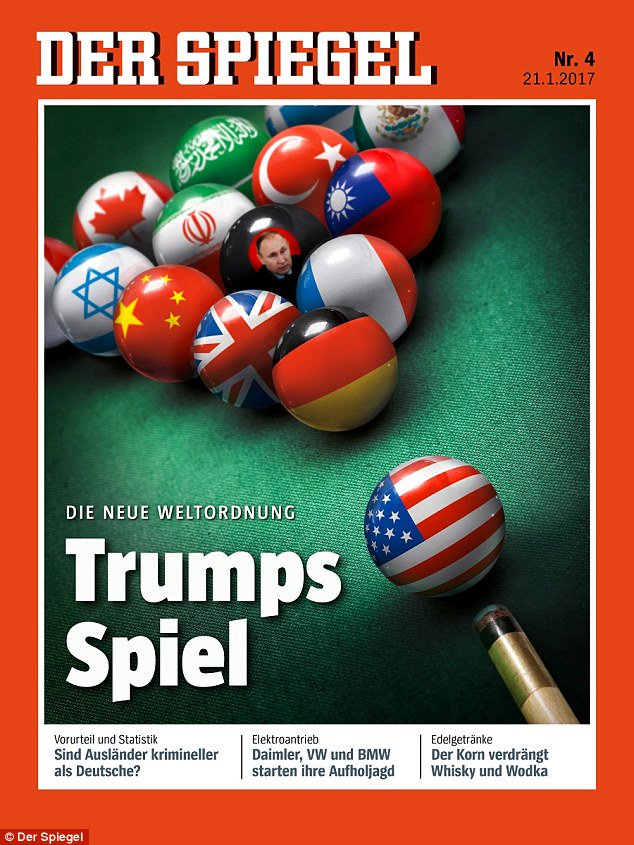 DER SPIEGEL
Nr. 4
21.1.2017
DIE NEUE WELTORDNUNG
Trumps
Spiel
Vorurteil und Statistik
Sind Ausländer krimineller
als Deutsche?
Elektroantrieb
Daimler, VW und BMW
starten ihre Aufholjagd
Edelgetränke
Der Korn verdrängt
Whisky und Wodka
© Der Spiegel